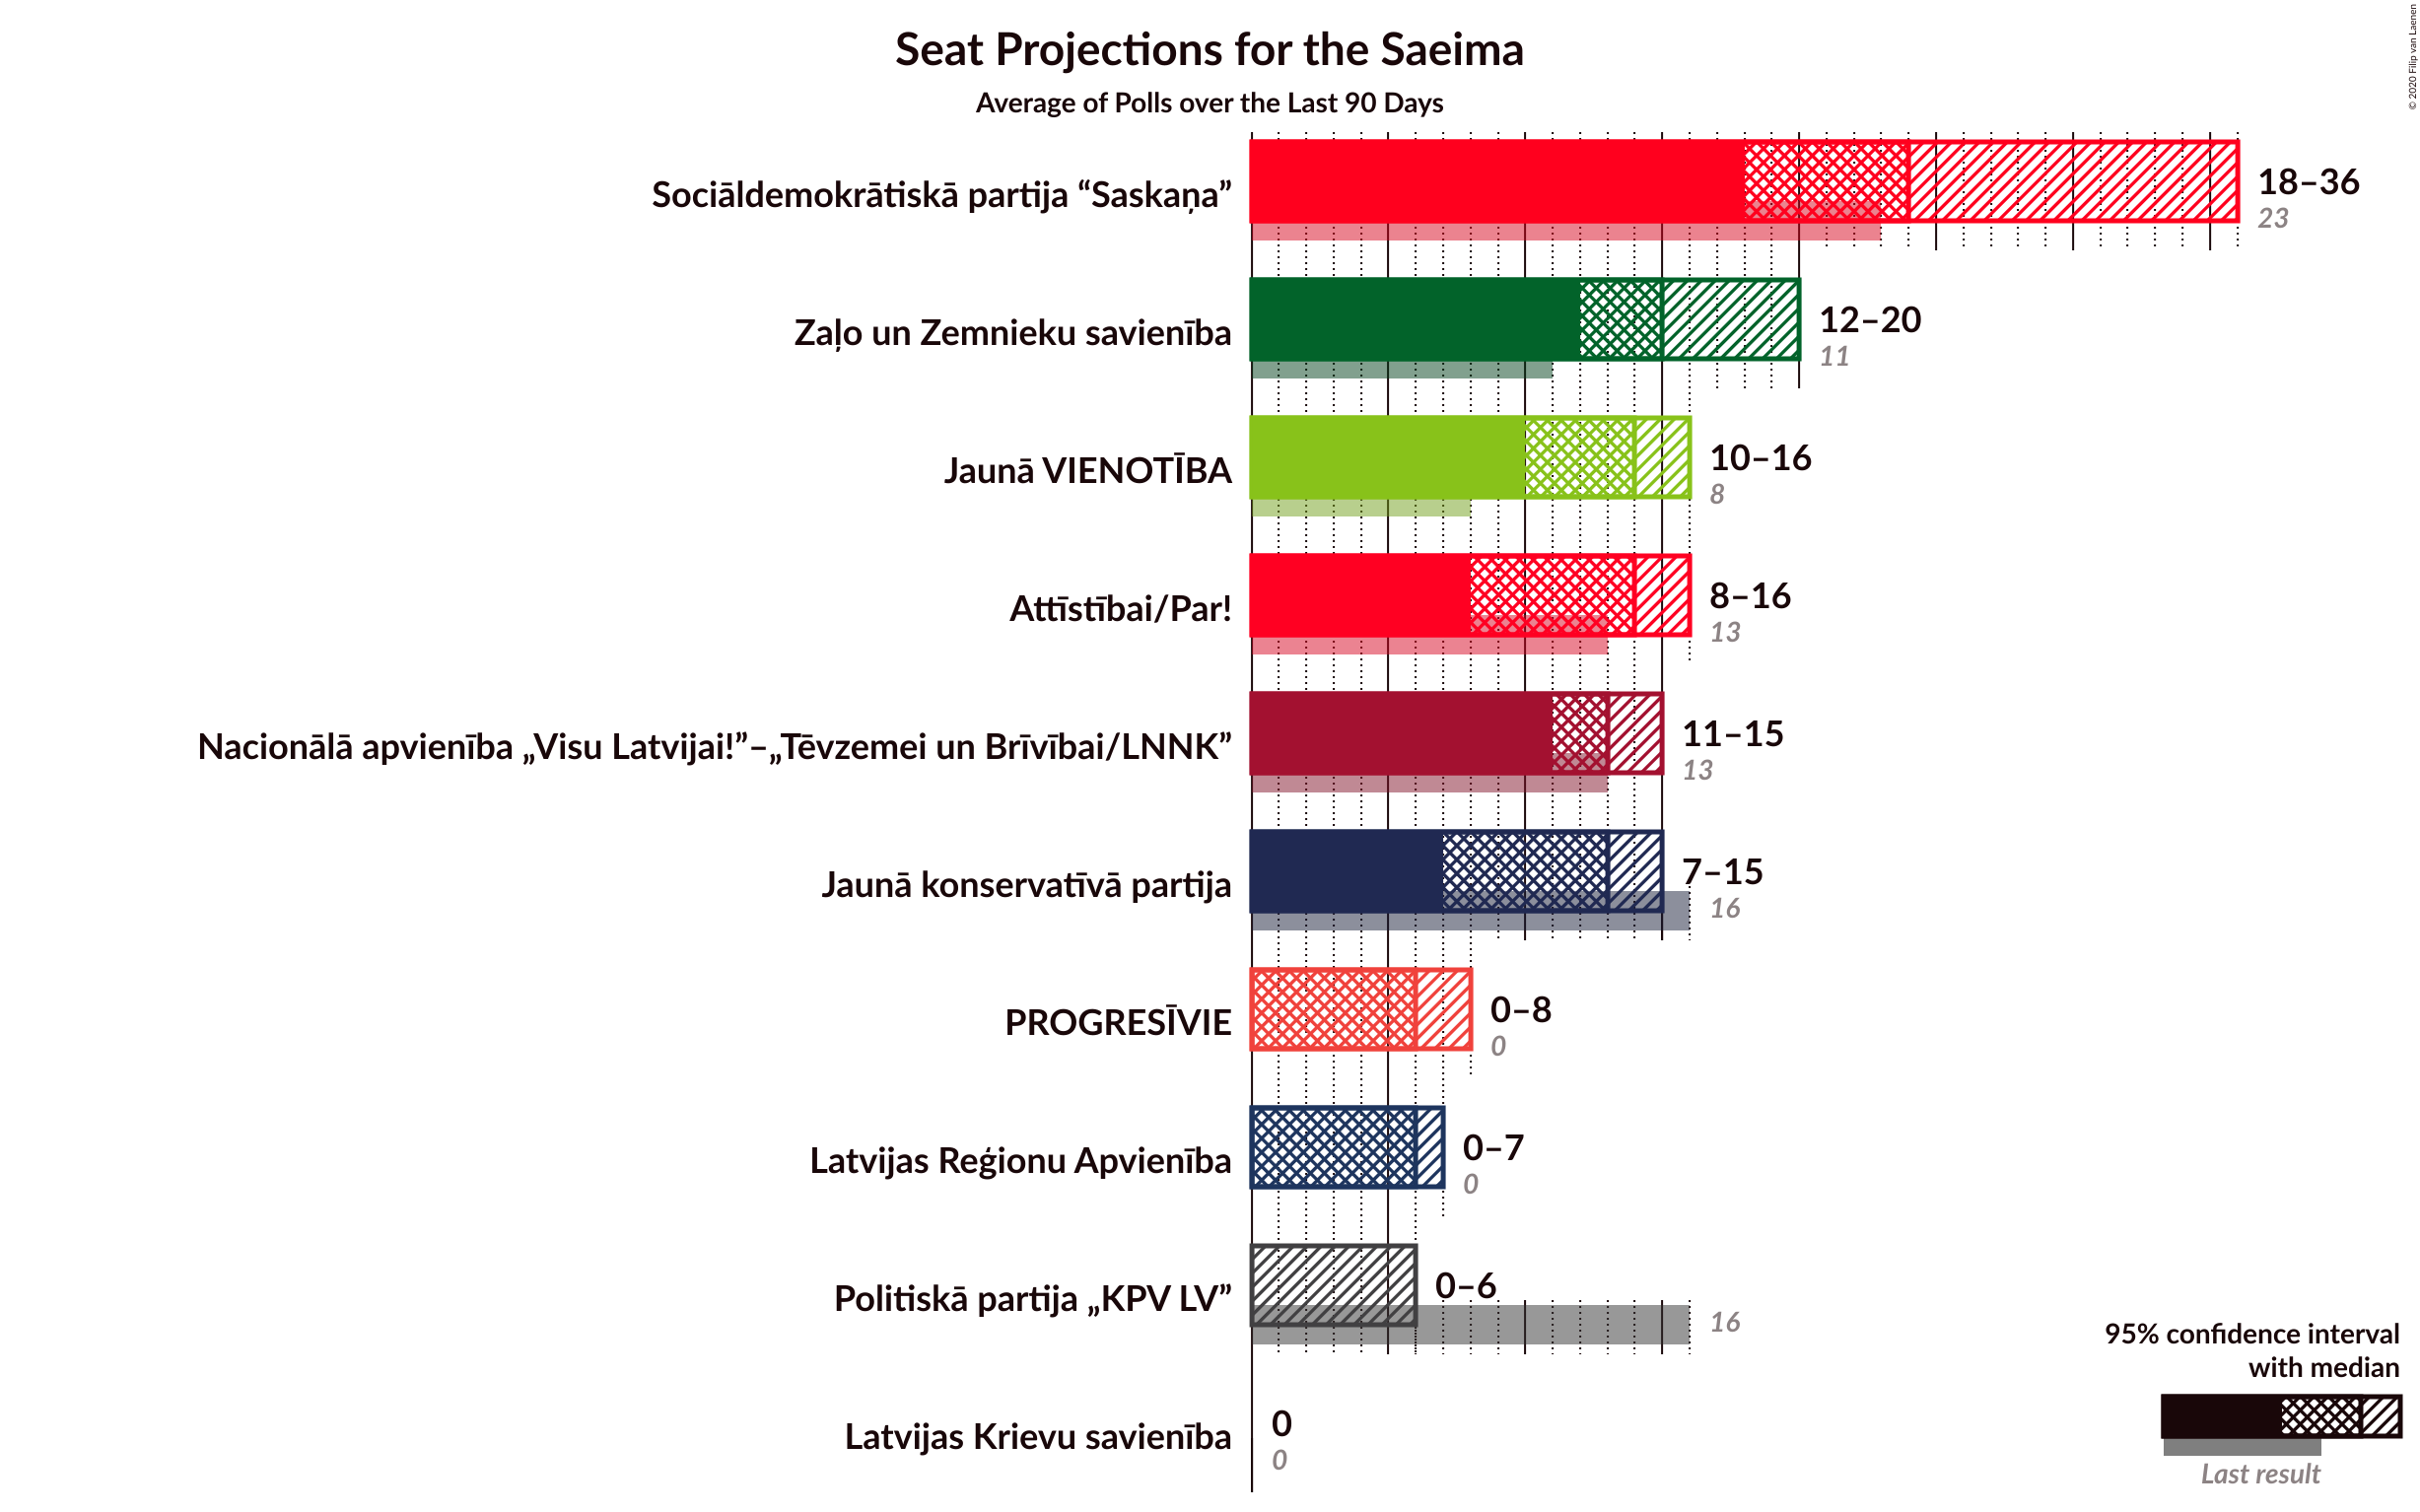 Seat Projections for the Saeima
Average of Polls over the Last 90 Days
© 2020 Filip van Laenen
Sociāldemokrātiskā partija “Saskaņa”
18–36
23
Zaļo un Zemnieku savienība
12–20
11
Jaunā VIENOTĪBA
10–16
8
Attīstībai/Par!
8–16
13
Nacionālā apvienība „Visu Latvijai!”–„Tēvzemei un Brīvībai/LNNK”
11–15
13
Jaunā konservatīvā partija
7–15
16
PROGRESĪVIE
0–8
0
Latvijas Reģionu Apvienība
0–7
0
Politiskā partija „KPV LV”
0–6
16
Latvijas Krievu savienība
0
0
95% confidence interval
with median
Last result